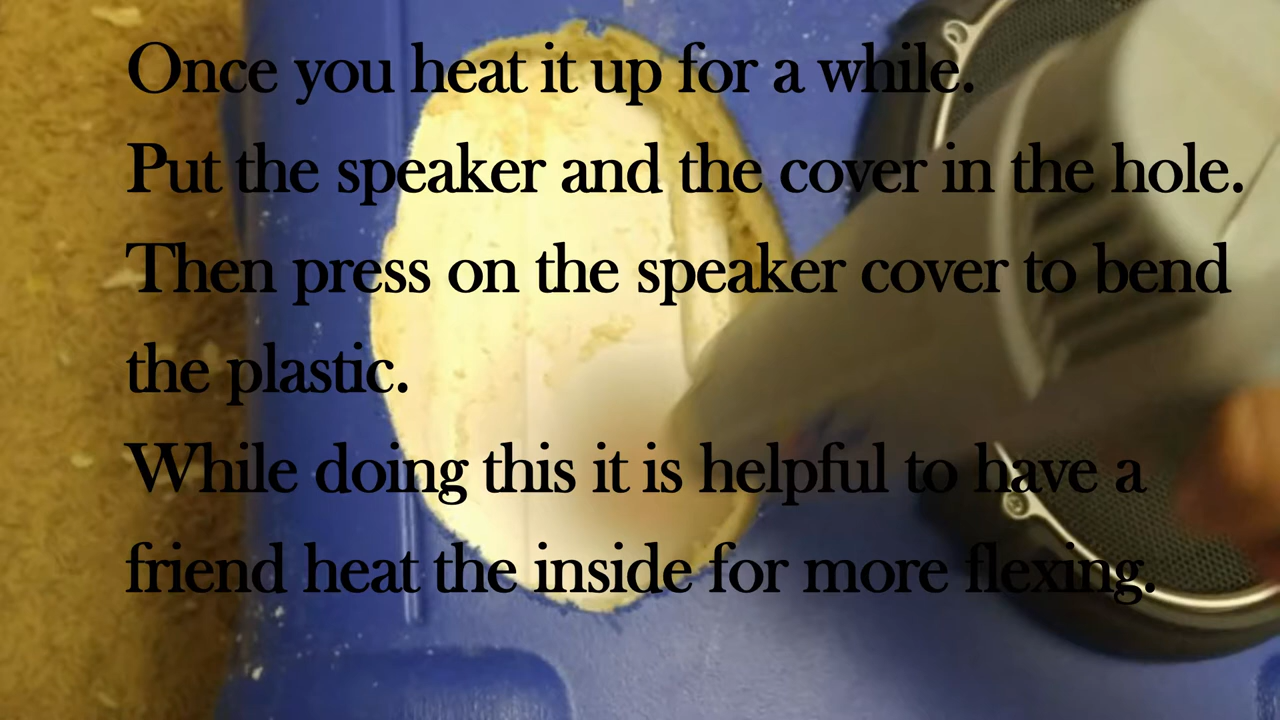 Once you heat it up for a while.
Put the speaker and the cover in the hole.
Then press on the speaker cover to bend
the plastic.
While doing this it is helpful to have a
friend heat the inside for more flexing.